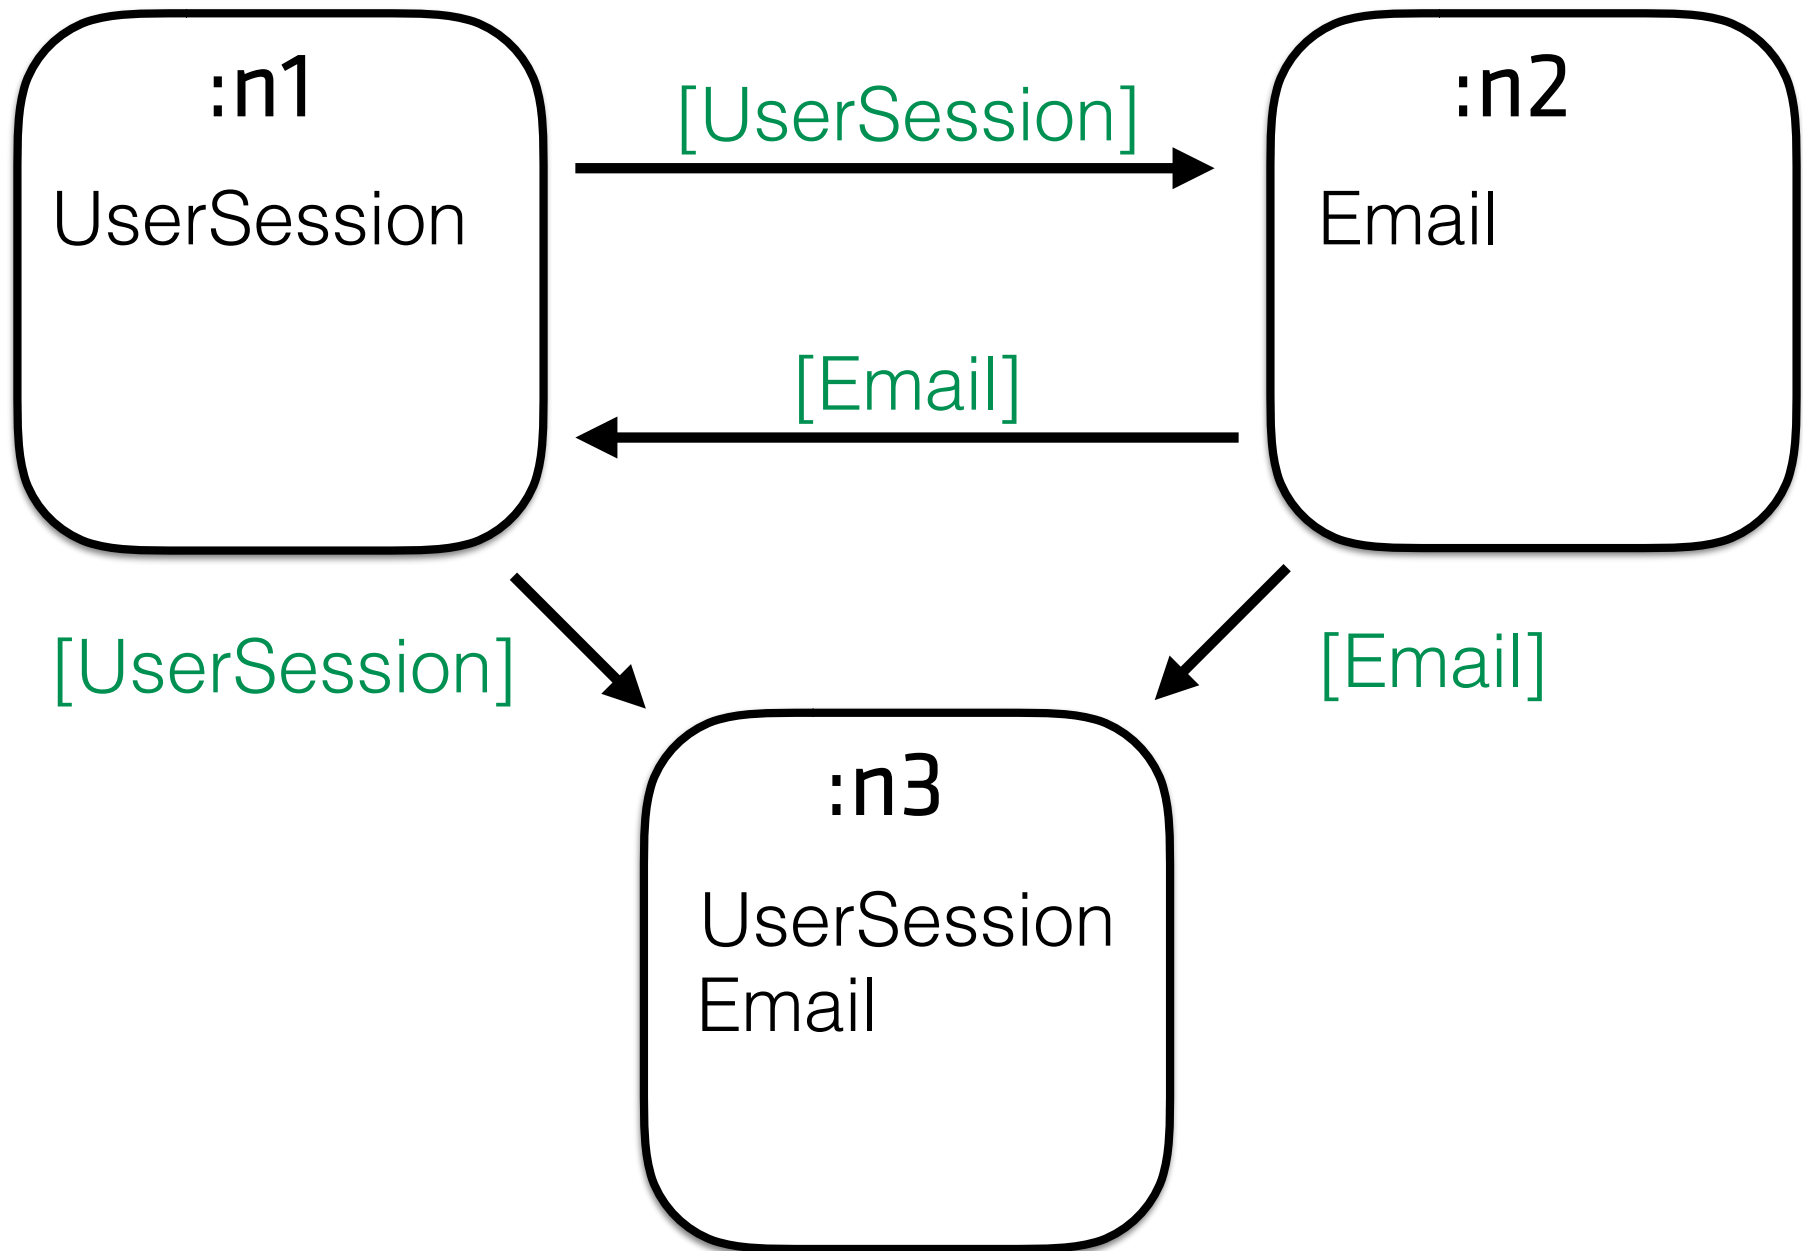 :n1
UserSession
[UserSession]
:n2
Email
[Email]
[UserSession]
[Email]
:n3
UserSession
Email